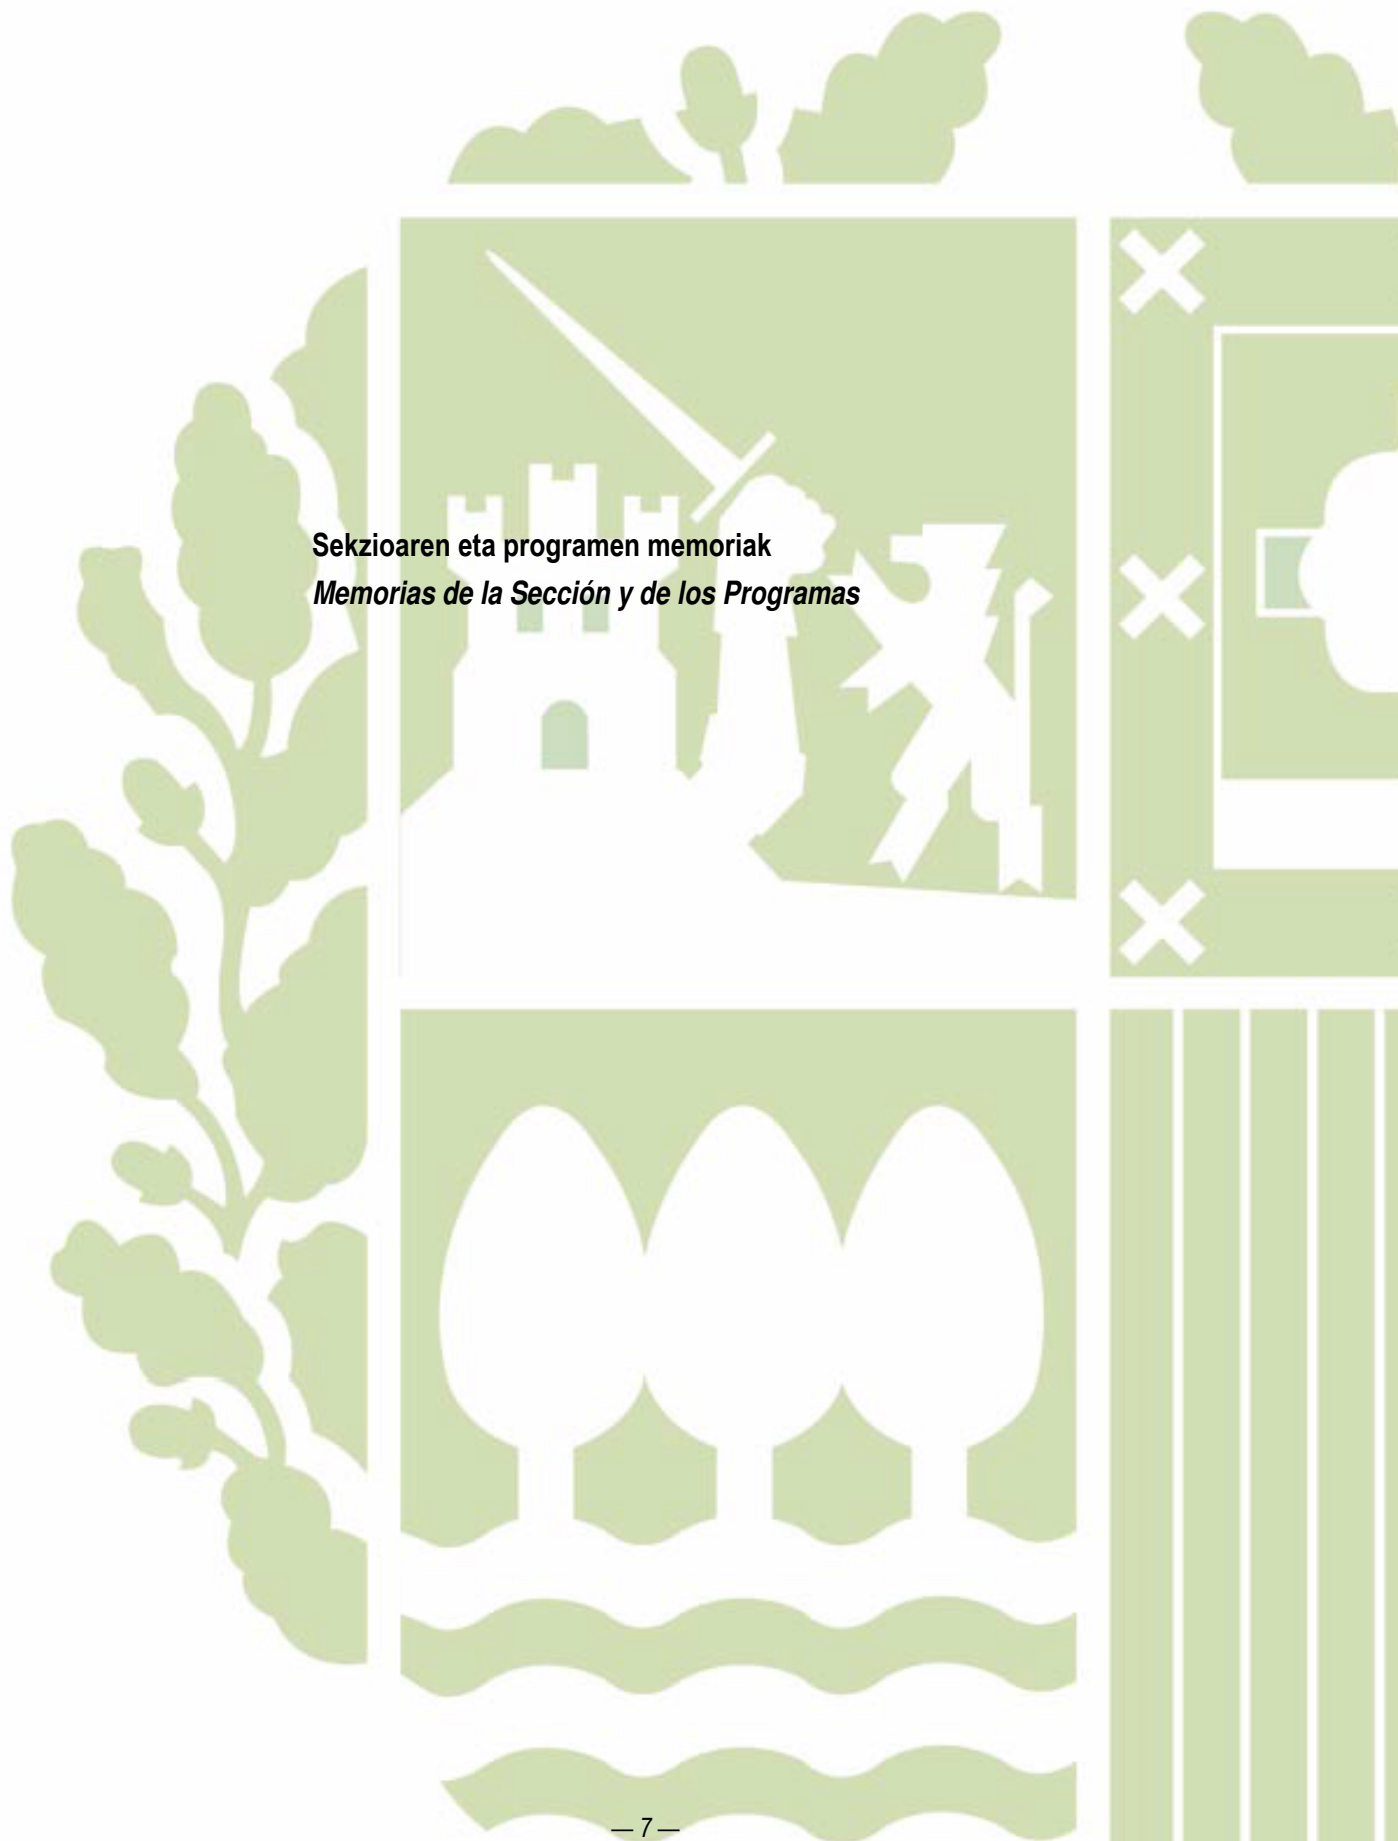 Sekzioaren eta programen memoriak
Memorias de la Sección y de los Programas
— 7 —